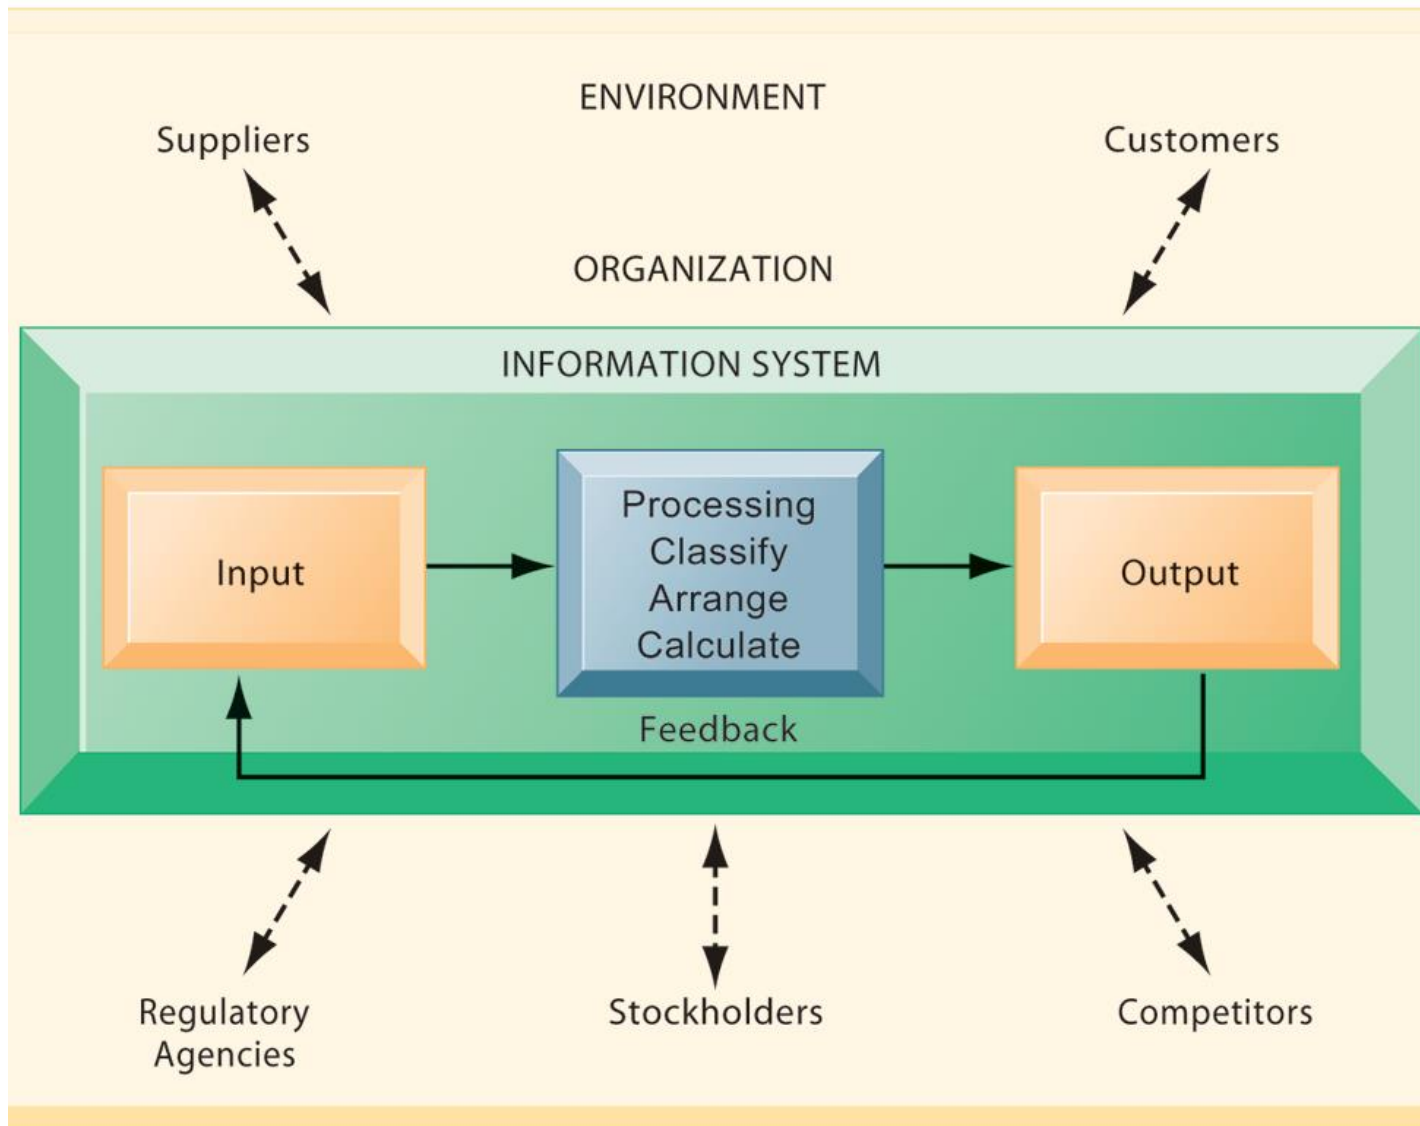 ENVIRONMENT
Suppliers
Customers
ORGANIZATION
INFORMATION SYSTEM
Input
Processing
Classify
Arrange
Calculate
Output
Feedback
Regulatory
Agencies
Stockholders
Competitors